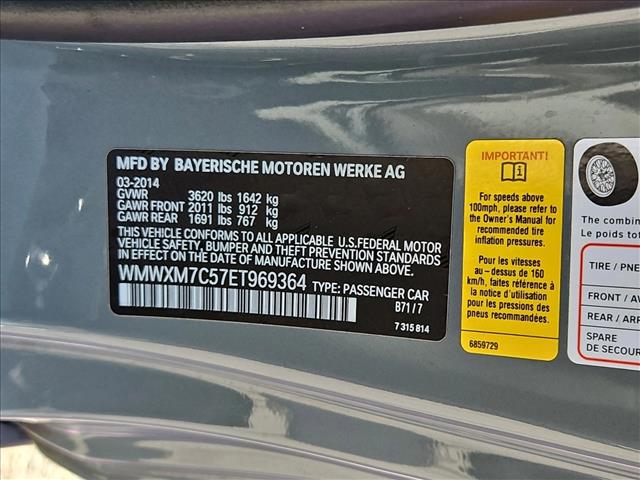 MFD BY BAYERISCHE MOTOREN WERKE AG
03-2014
GVWR 3620 lbs 1642 kg
GAWR FRONT 2011 lbs 912 kg
GAWR REAR 1691 lbs 767 kg
THIS VEHICLE CONFORMS TO ALL APPLICABLE U.S.FEDERAL MOTOR
VEHICLE SAFETY, BUMPER AND THEFT PREVENTION STANDARDS
IN EFFECT ON THE DATE OF MANUFACTURE SHOWN ABOVE.
WMWXM7C57ET969364 TYPE: PASSENGER CAR
B71/7
7 315 814
IMPORTANT!
For speeds above
100mph, please refer to
the Owner's Manual for
recommended tire
inflation pressures.
Pour les vitesses
au-dessus de 160
km/h, faites référence à
la notice d'utilisation
pour les pressions des
pneus recommandées.
6859729
The combin
Le poids tot
TIRE / PN
FRONT / AV
REAR / ARR
SPARE
DE SECOUR